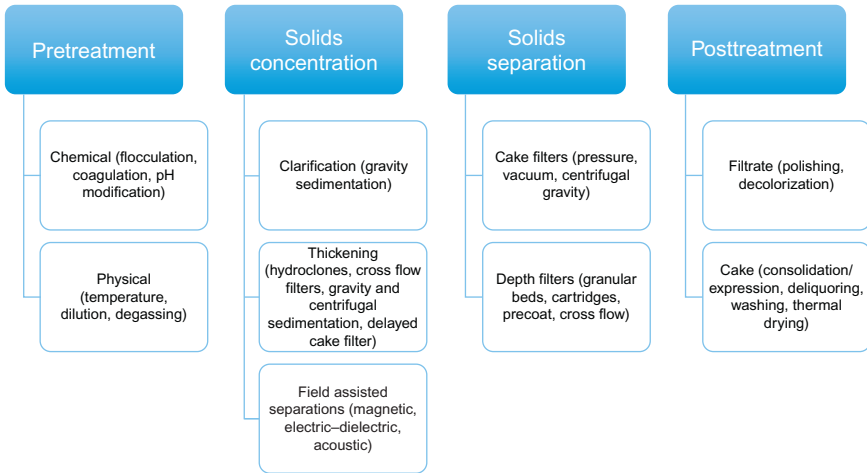 Pretreatment
Chemical (flocculation,
coagulation, pH
modification)
Physical
(temperature,
dilution, degassing)
Solids
concentration
Clarification (gravity
sedimentation)
Thickening
(hydroclones, cross flow
filters, gravity and
centrifugal
sedimentation, delayed
cake filter)
Field assisted
separations (magnetic,
electric–dielectric,
acoustic)
Solids
separation
Cake filters (pressure,
vacuum, centrifugal
gravity)
Depth filters (granular
beds, cartridges,
precoat, cross flow)
Posttreatment
Filtrate (polishing,
decolorization)
Cake (consolidation/
expression, deliquoring,
washing, thermal
drying)